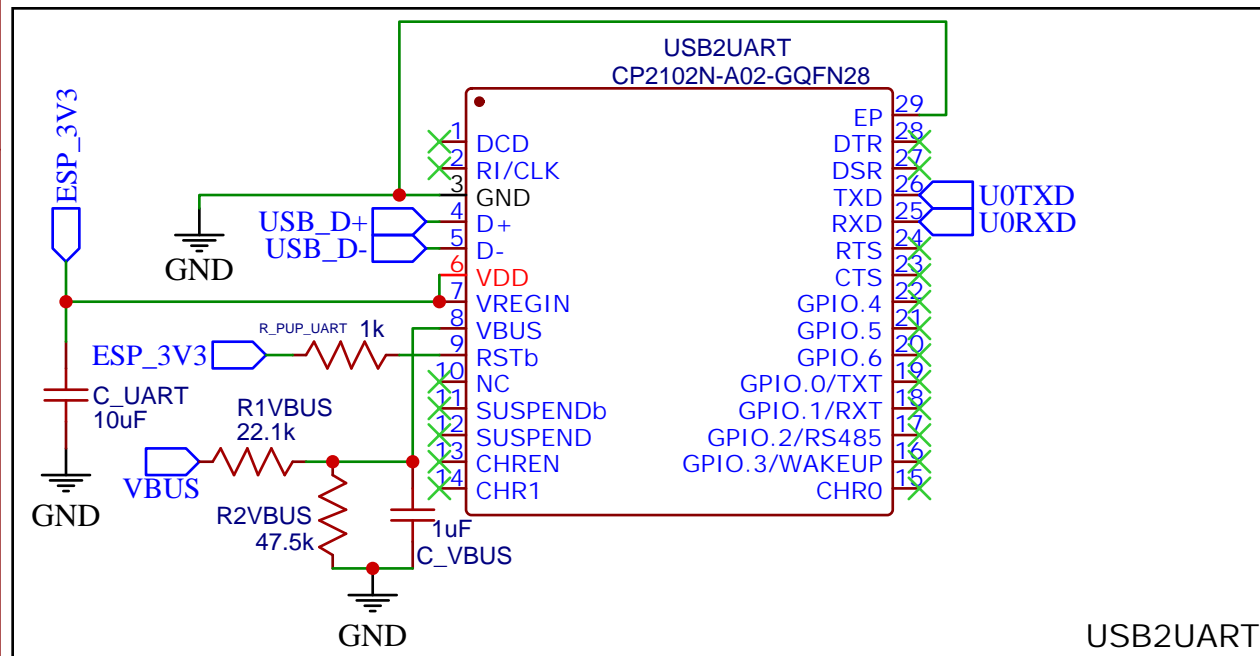 USB2UART
CP2102N-A02-GQFN28
ESP_3V3
1 DCD
2 RI/CLK
3 GND
4 D+
5 D-
6 VDD
7 VREGIN
8 VBUS
9 RSTb
10 NC
11 SUSPENDb
12 SUSPEND
13 CHREN
14 CHR1
EP 29
DTR 28
DSR 27
TXD 26
RXD 25
RTS 24
CTS 23
GPIO.4 22
GPIO.5 21
GPIO.6 20
GPIO.0/TXT 19
GPIO.1/RXT 18
GPIO.2/RS485 17
GPIO.3/WAKEUP 16
CHR0 15
U0TXD
U0RXD
GND
USB_D+
USB_D-
R_PUP_UART 1k
ESP_3V3
C_UART
10uF
GND
R1VBUS
22.1k
VBUS
R2VBUS
47.5k
1uF
C_VBUS
GND
USB2UART